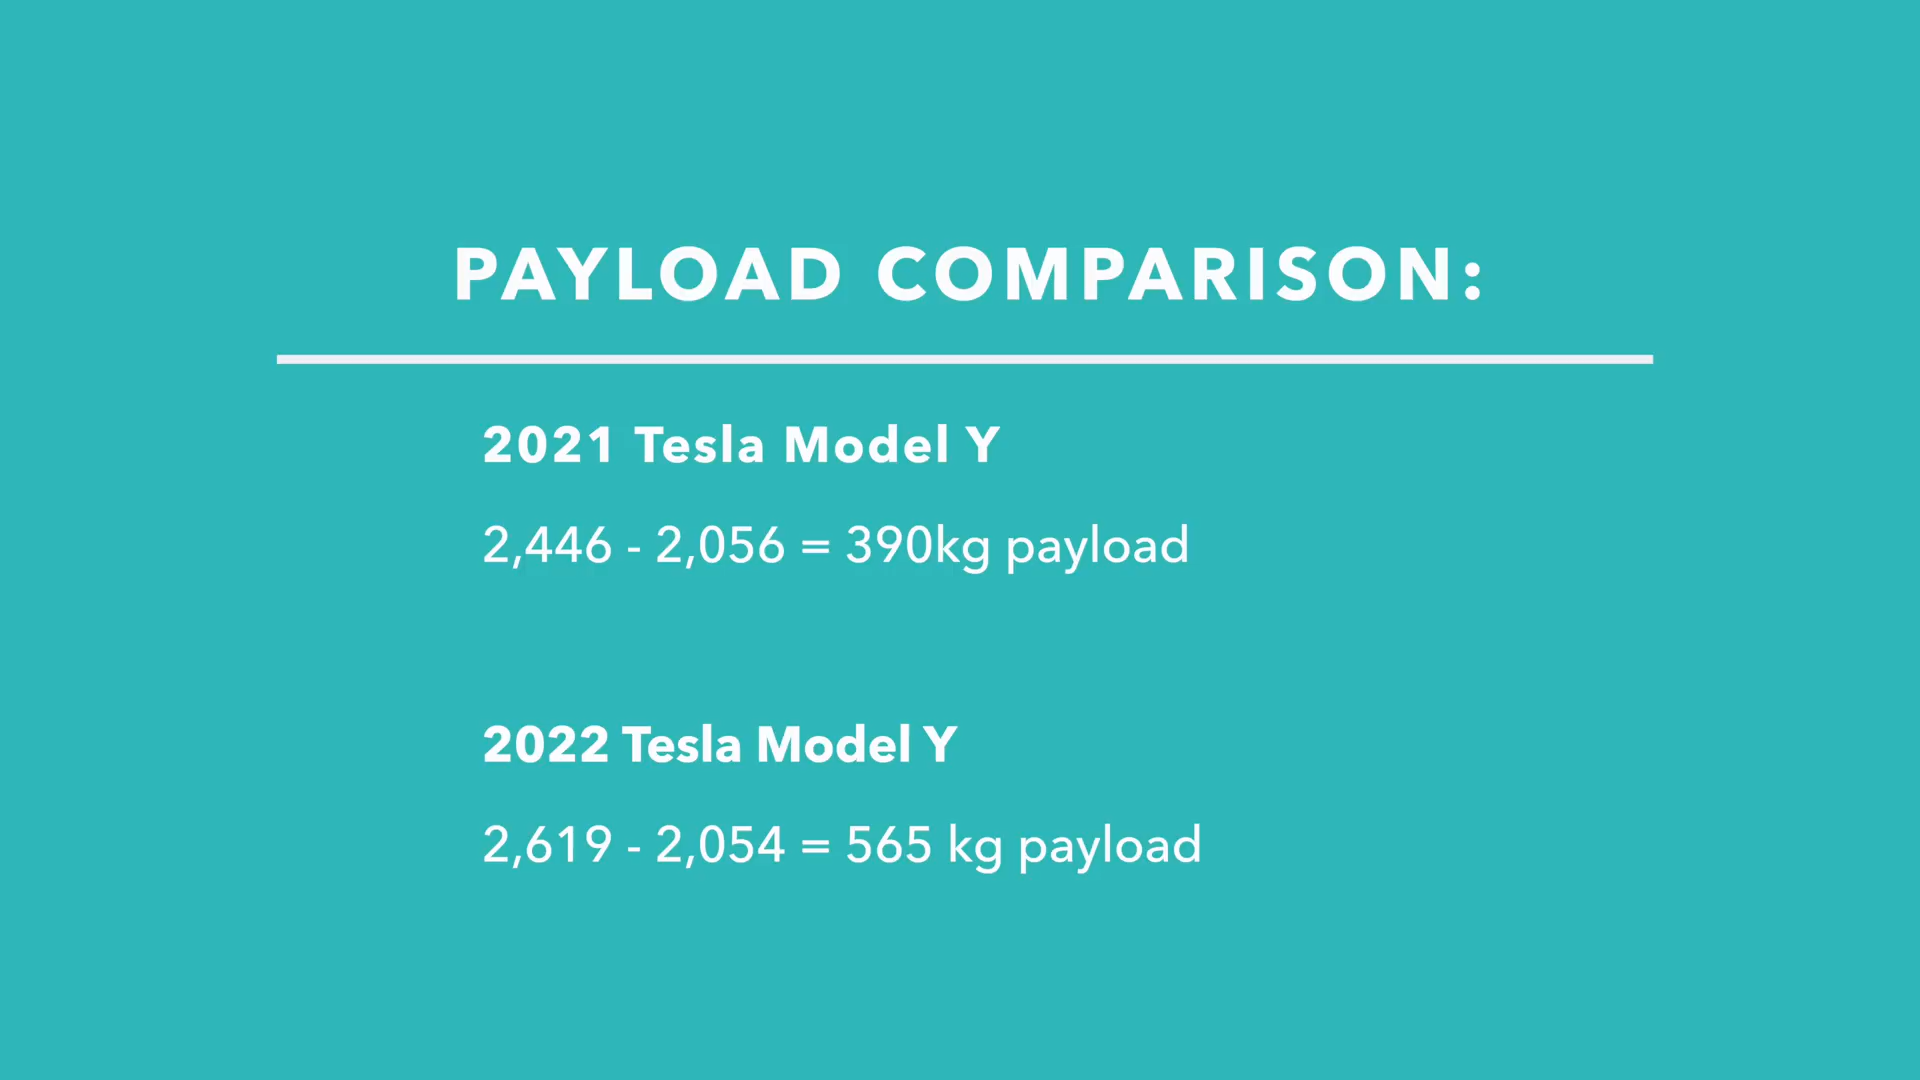 PAYLOAD COMPARISON:
2021 Tesla Model Y
2,446 - 2,056 = 390kg payload
2022 Tesla Model Y
2,619 - 2,054 = 565 kg payload